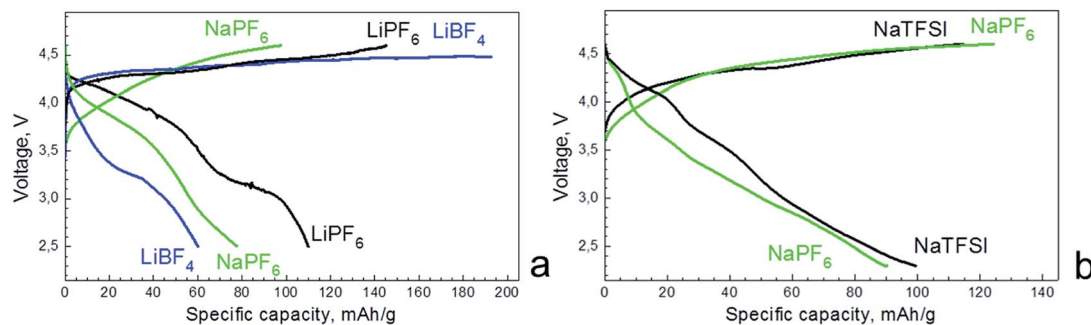 NaPF6
LiPF6
LiBF4
4,5
4,0
3,5
3,0
2,5
Voltage, V
LiBF4
NaPF6
LiPF6
0 20 40 60 80 100 120 140 160 180 200
Specific capacity, mAh/g
a
NaTFSI
NaPF6
4,5
4,0
3,5
3,0
2,5
Voltage, V
NaPF6
NaTFSI
0 20 40 60 80 100 120 140
Specific capacity, mAh/g
b